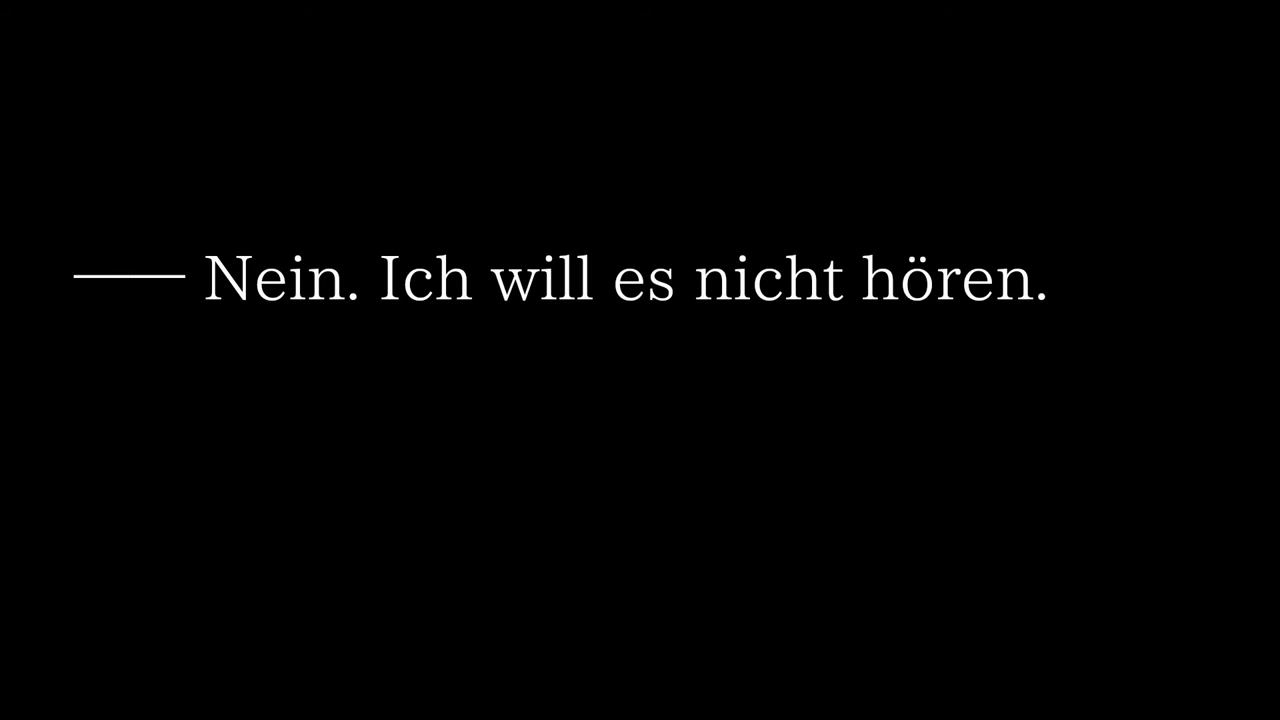 —— Nein. Ich will es nicht hören.